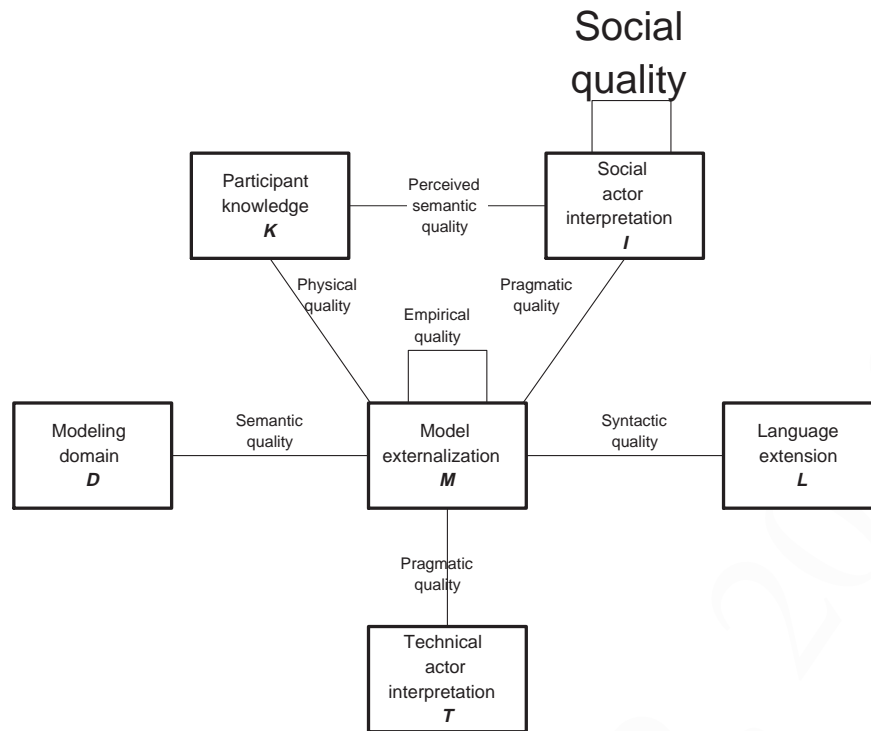 Social
quality
Participant
knowledge
K
Perceived
semantic
quality
Social
actor
interpretation
I
Physical
quality
Pragmatic
quality
Empirical
quality
Modeling
domain
D
Semantic
quality
Model
externalization
M
Syntactic
quality
Language
extension
L
Pragmatic
quality
Technical
actor
interpretation
T